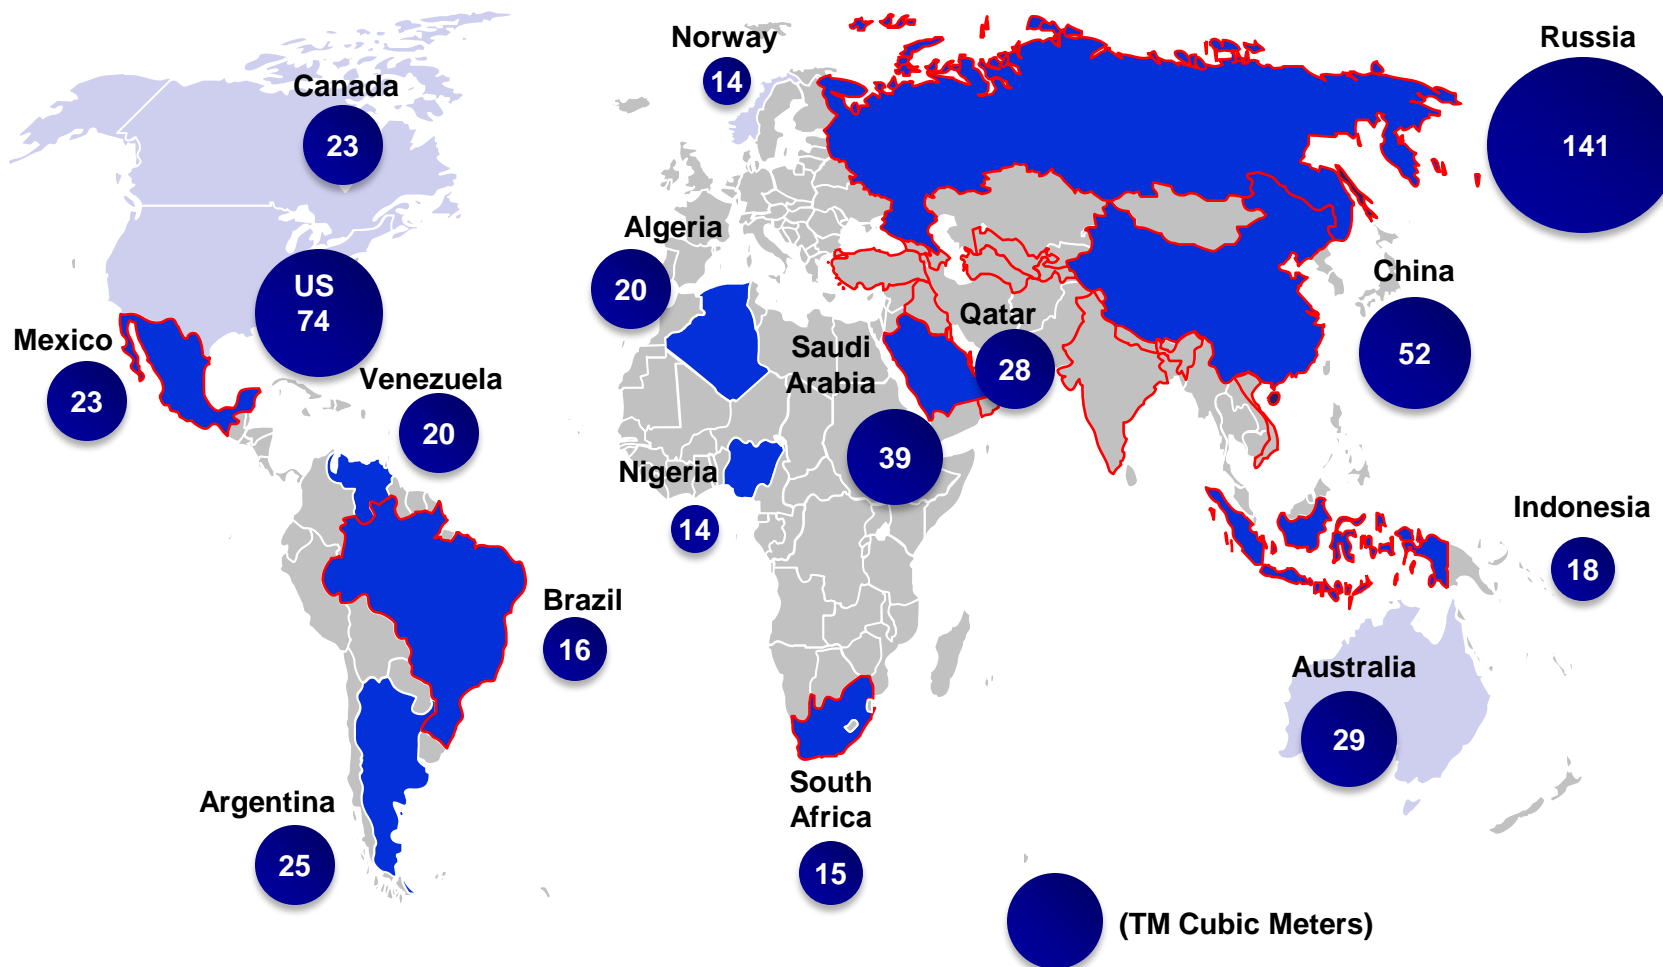 Norway
14
Russia
141
Canada
23
Algeria
20
US
74
China
52
Qatar
28
Saudi
Arabia
39
Mexico
23
Venezuela
20
Nigeria
14
Indonesia
18
Brazil
16
Australia
29
South
Africa
15
Argentina
25
(TM Cubic Meters)